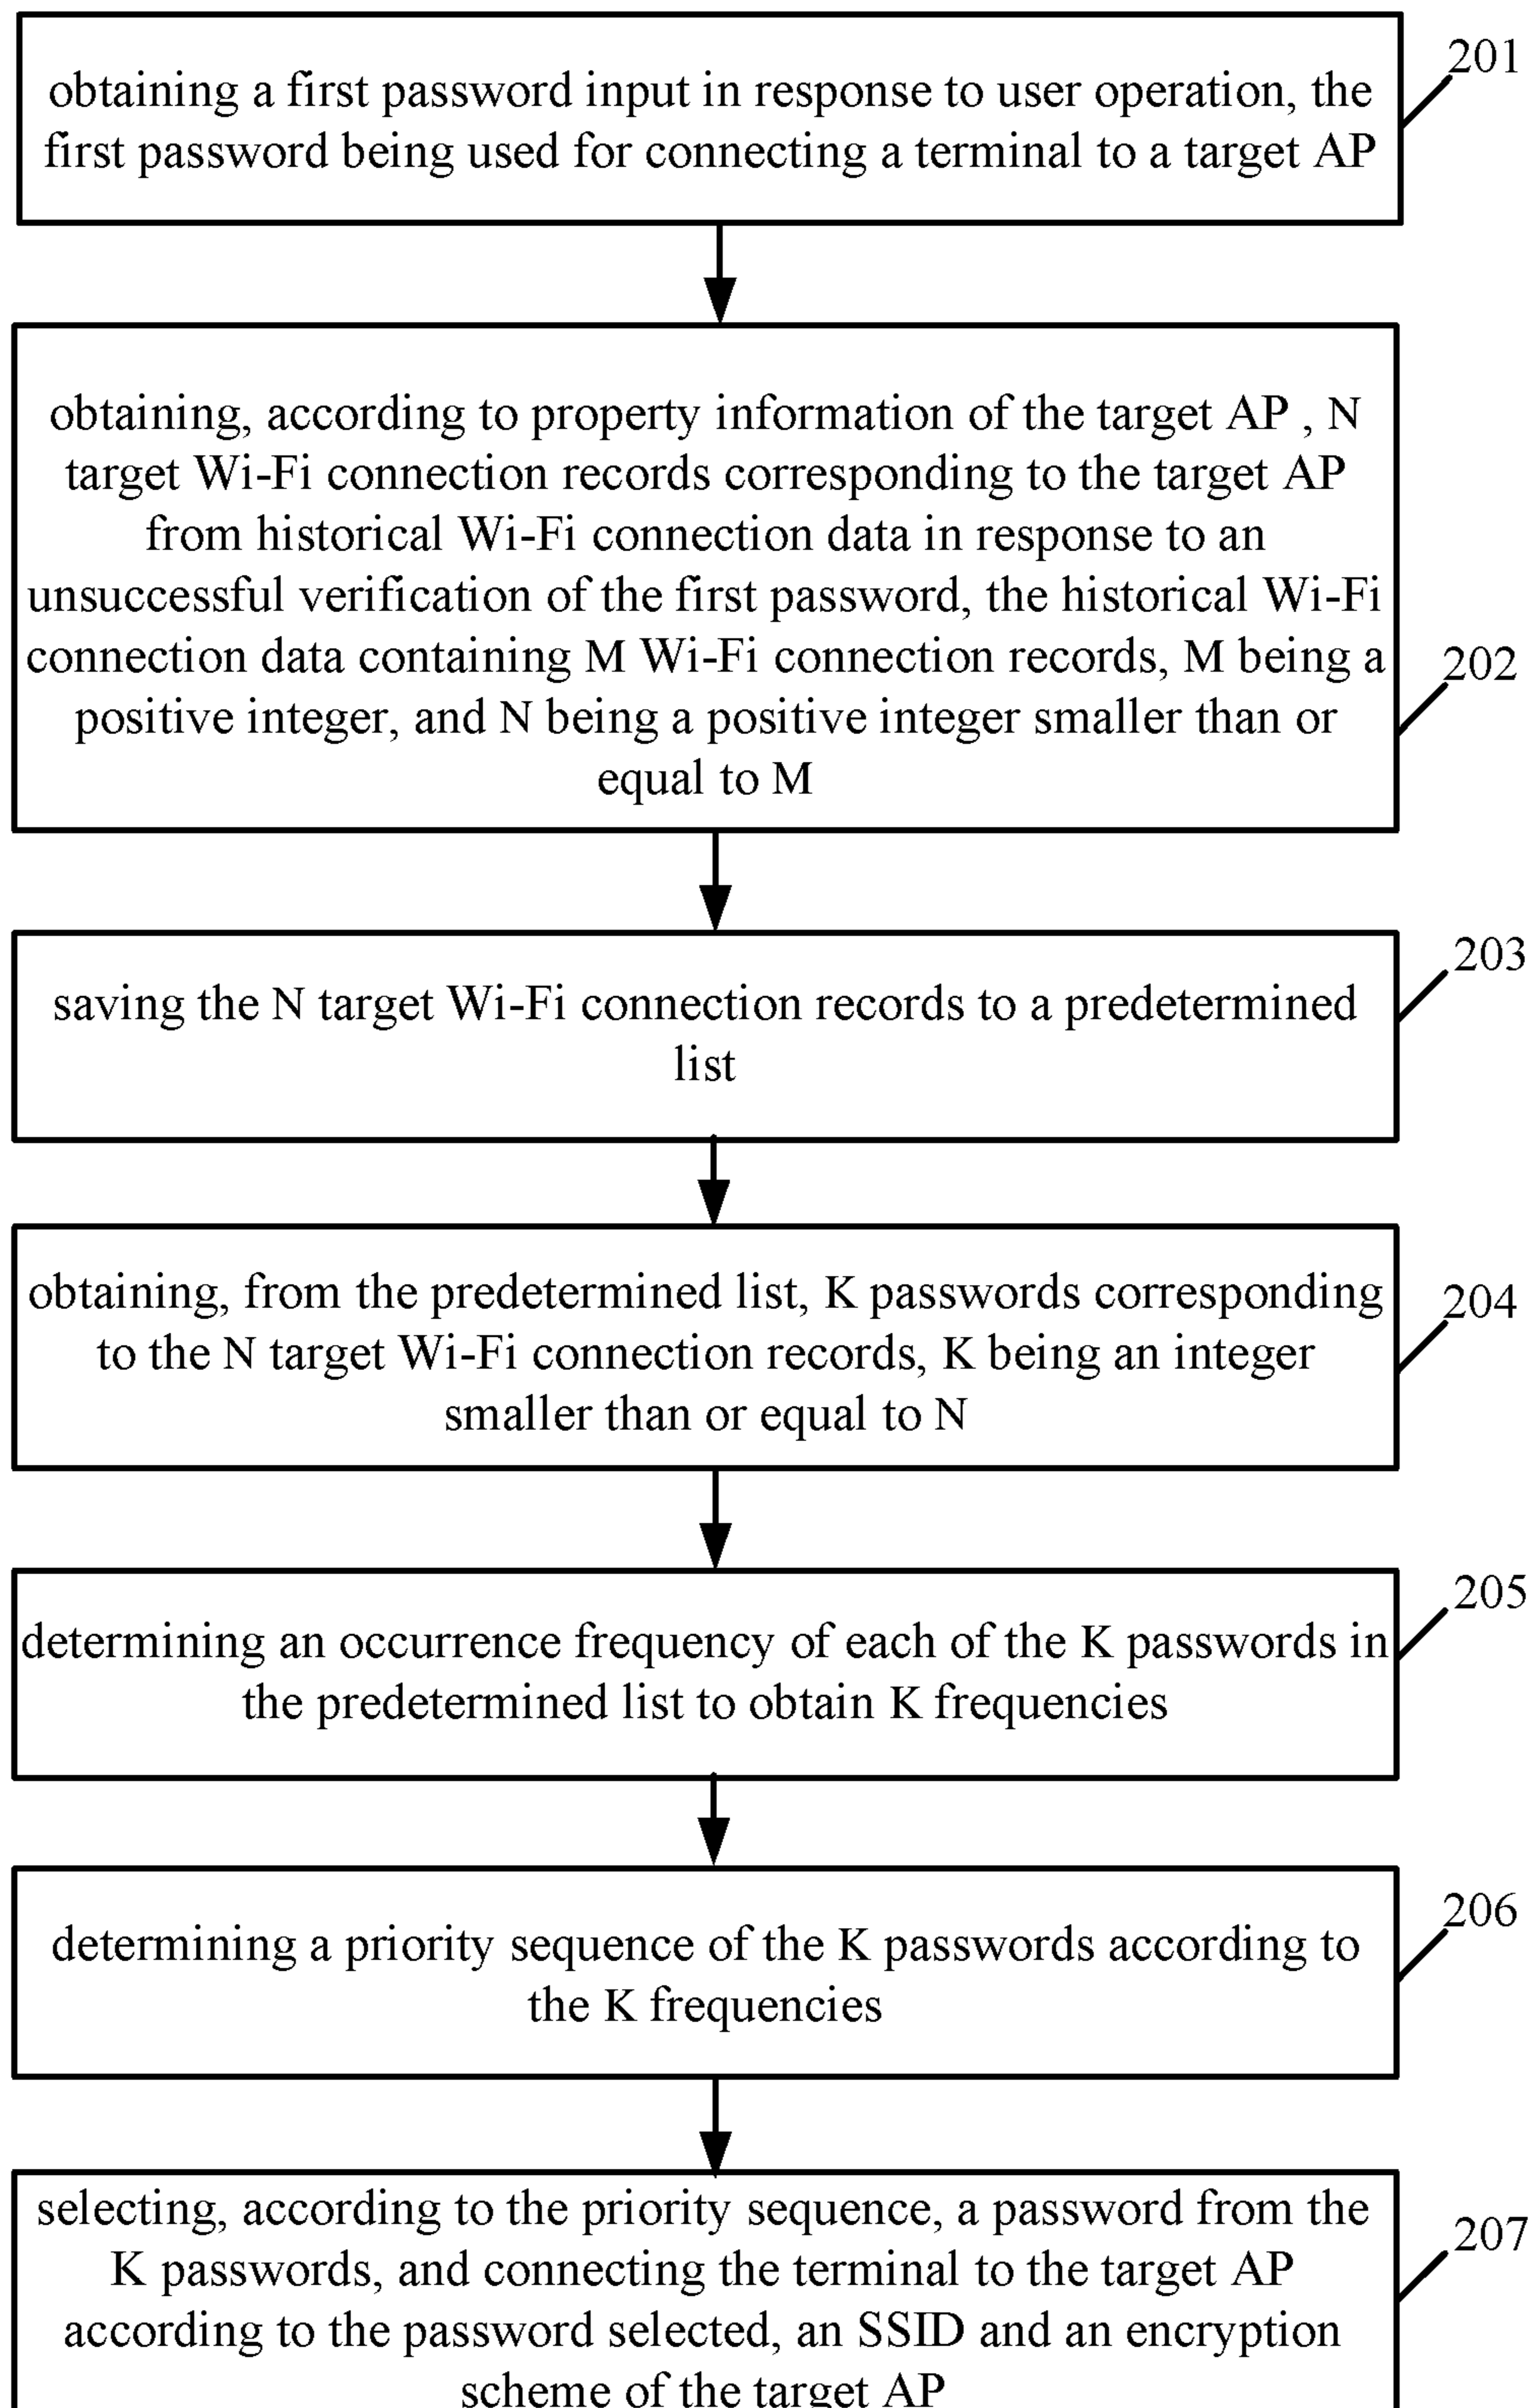 201
obtaining a first password input in response to user operation, the
first password being used for connecting a terminal to a target AP
obtaining, according to property information of the target AP , N
target Wi-Fi connection records corresponding to the target AP
from historical Wi-Fi connection data in response to an
unsuccessful verification of the first password, the historical Wi-Fi
connection data containing M Wi-Fi connection records, M being a
202
positive integer, and N being a positive integer smaller than or
equal to M
203
saving the N target Wi-Fi connection records to a predetermined
list
204
obtaining, from the predetermined list, K passwords corresponding
to the N target Wi-Fi connection records, K being an integer
smaller than or equal to N
205
determining an occurrence frequency of each of the K passwords in
the predetermined list to obtain K frequencies
206
determining a priority sequence of the K passwords according to
the K frequencies
207
selecting, according to the priority sequence, a password from the
K passwords, and connecting the terminal to the target AP
according to the password selected, an SSID and an encryption
scheme of the target AP